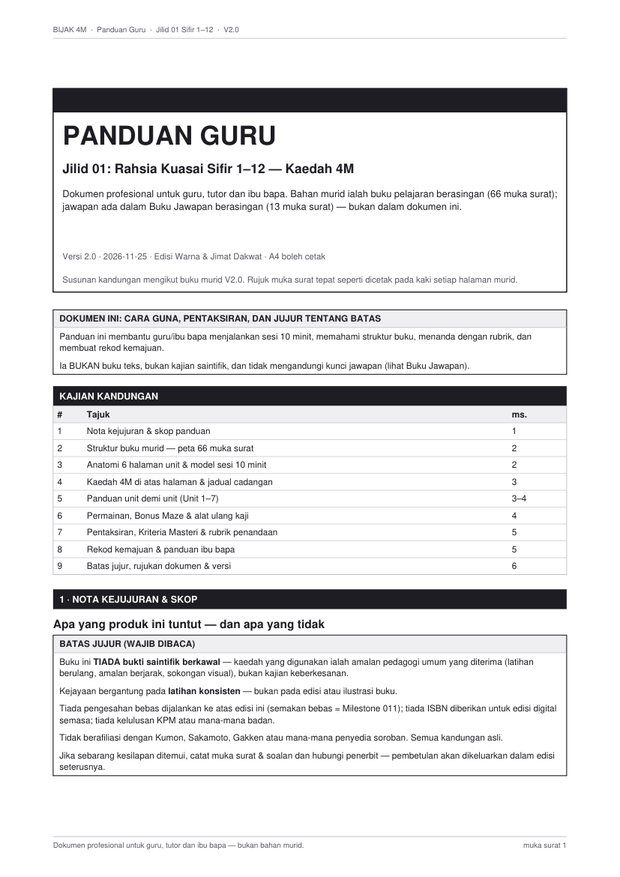 BIJAK 4M · Panduan Guru · Jilid 01 Sifir 1–12 · V2.0
PANDUAN GURU
Jilid 01: Rahsia Kuasai Sifir 1–12 — Kaedah 4M
Dokumen profesional untuk guru, tutor dan ibu bapa. Bahan murid ialah buku pelajaran berasingan (66 muka surat);
jawapan ada dalam Buku Jawapan berasingan (13 muka surat) — bukan dalam dokumen ini.
Versi 2.0 · 2026-11-25 · Edisi Warna & Jimat Dakwat · A4 boleh cetak
Susunan kandungan mengikut buku murid V2.0. Rujuk muka surat tepat seperti dicetak pada kaki setiap halaman murid.
DOKUMEN INI: CARA GUNA, PENTAKSIRAN, DAN JUJUR TENTANG BATAS
Panduan ini membantu guru/ibu bapa menjalankan sesi 10 minit, memahami struktur buku, menanda dengan rubrik, dan
membuat rekod kemajuan.
Ia BUKAN buku teks, bukan kajian saintifik, dan tidak mengandungi kunci jawapan (lihat Buku Jawapan).
KAJIAN KANDUNGAN
# Tajuk ms.
1 Nota kejujuran & skop panduan 1
2 Struktur buku murid — peta 66 muka surat 2
3 Anatomi 6 halaman unit & model sesi 10 minit 2
4 Kaedah 4M di atas halaman & jadual cadangan 3
5 Panduan unit demi unit (Unit 1–7) 3–4
6 Permainan, Bonus Maze & alat ulang kaji 4
7 Pentaksiran, Kriteria Masteri & rubrik penandaan 5
8 Rekod kemajuan & panduan ibu bapa 5
9 Batas jujur, rujukan dokumen & versi 6
1 · NOTA KEJUJURAN & SKOP
Apa yang produk ini tuntut — dan apa yang tidak
BATAS JUJUR (WAJIB DIBACA)
Buku ini TIADA bukti saintifik berkawal — kaedah yang digunakan ialah amalan pedagogi umum yang diterima (latihan
berulang, amalan berjarak, sokongan visual), bukan kajian keberkesanan.
Kejayaan bergantung pada latihan konsisten — bukan pada edisi atau ilustrasi buku.
Tiada pengesahan bebas dijalankan ke atas edisi ini (semakan bebas = Milestone 011); tiada ISBN diberikan untuk edisi digital
semasa; tiada kelulusan KPM atau mana-mana badan.
Tidak berafiliasi dengan Kumon, Sakamoto, Gakken atau mana-mana penyedia soroban. Semua kandungan asli.
Jika sebarang kesilapan ditemui, catat muka surat & soalan dan hubungi penerbit — pembetulan akan dikeluarkan dalam edisi
seterusnya.
Dokumen profesional untuk guru, tutor dan ibu bapa — bukan bahan murid.
muka surat 1